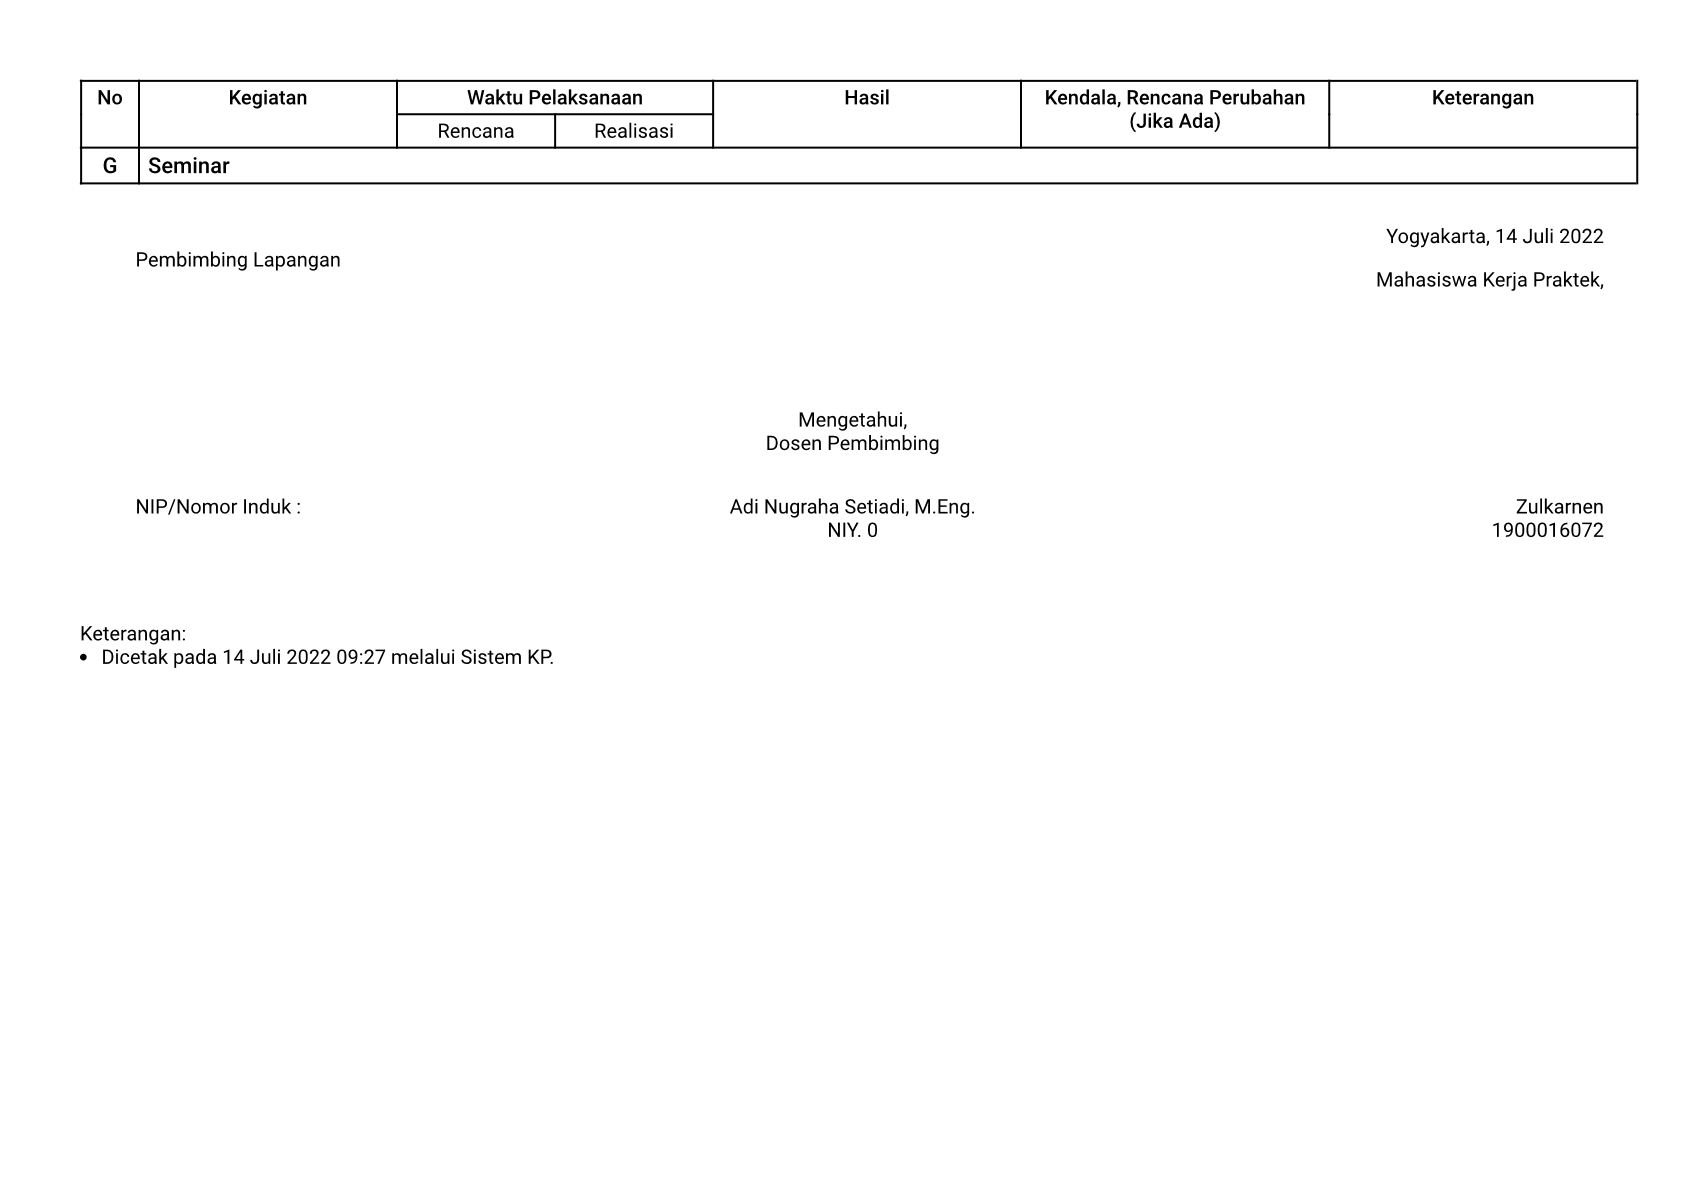 No Kegiatan Waktu Pelaksanaan Hasil Kendala, Rencana Perubahan Keterangan
(Jika Ada)
Rencana Realisasi
G Seminar
Yogyakarta, 14 Juli 2022
Pembimbing Lapangan
Mahasiswa Kerja Praktek,
Mengetahui,
Dosen Pembimbing
NIP/Nomor Induk : Adi Nugraha Setiadi, M.Eng. Zulkarnen
NIY. 0 1900016072
Keterangan:
• Dicetak pada 14 Juli 2022 09:27 melalui Sistem KP.